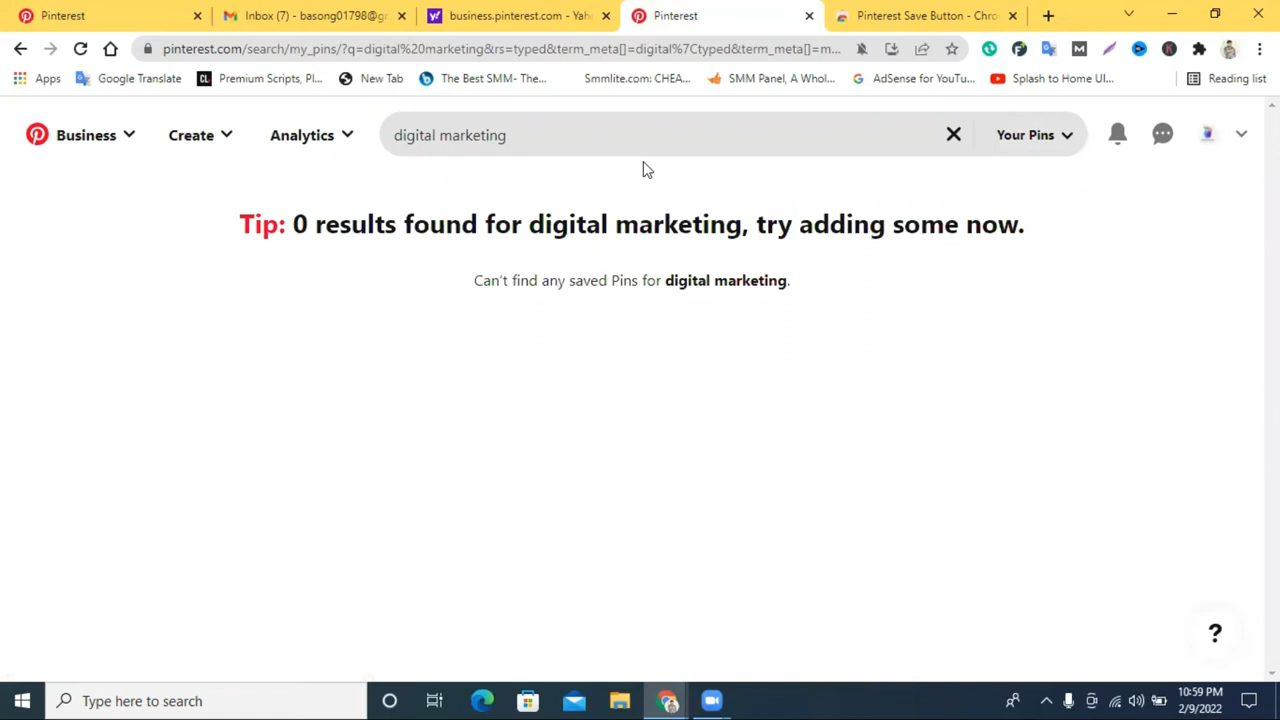 Pinterest
Inbox (7) - basong01798@g
business.pinterest.com - Yah
Pinterest
Pinterest Save Button - Chro
pinterest.com/search/my_pins/?q=digital%20marketing&rs=typed&term_meta[]=digital%7Ctyped&term_meta[]=m...
Apps
Google Translate
Premium Scripts, Pl...
New Tab
The Best SMM- The...
Smmlite.com: CHEA...
SMM Panel, A Whol...
AdSense for YouTu...
Splash to Home UI...
Reading list
Business
Create
Analytics
digital marketing
Your Pins
Tip: 0 results found for digital marketing, try adding some now.
Can't find any saved Pins for digital marketing.
?
Type here to search
10:59 PM
2/9/2022